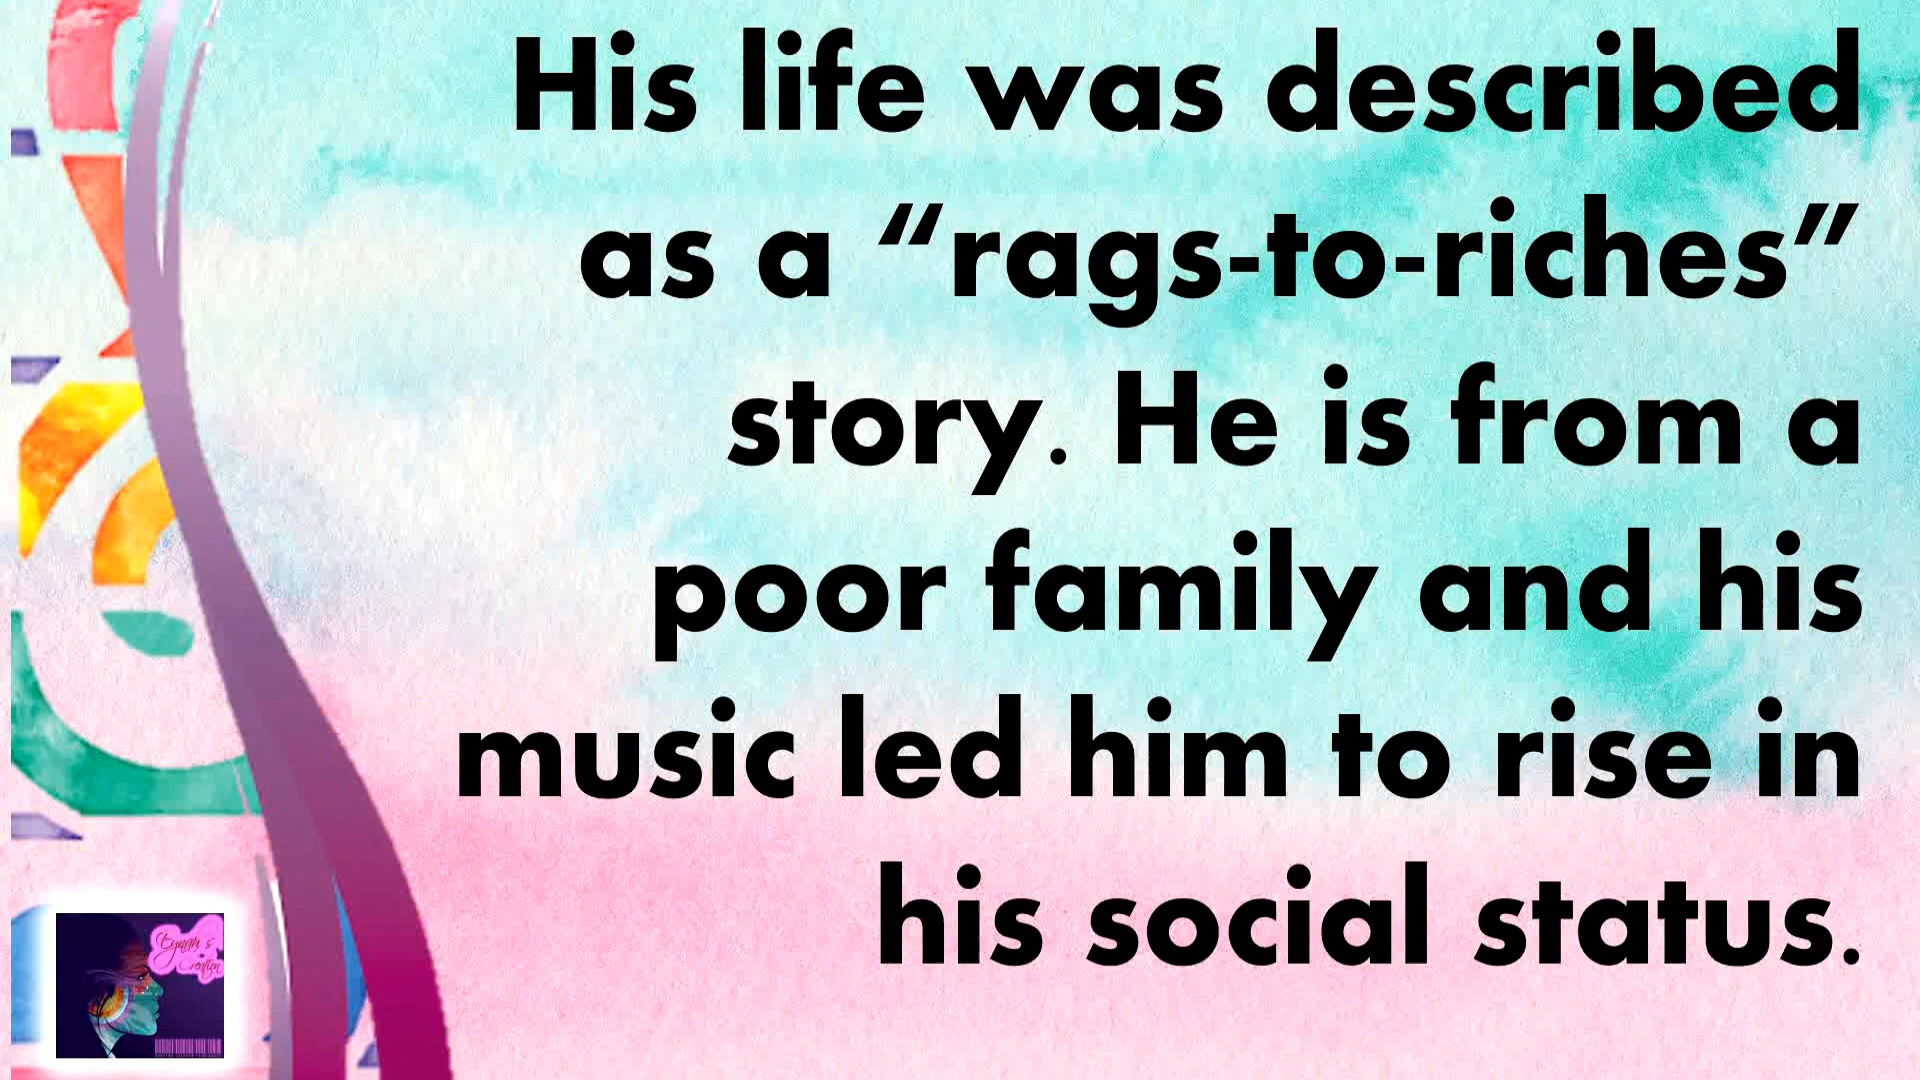 His life was described
as a “rags-to-riches”
story. He is from a
poor family and his
music led him to rise in
his social status.
Creation